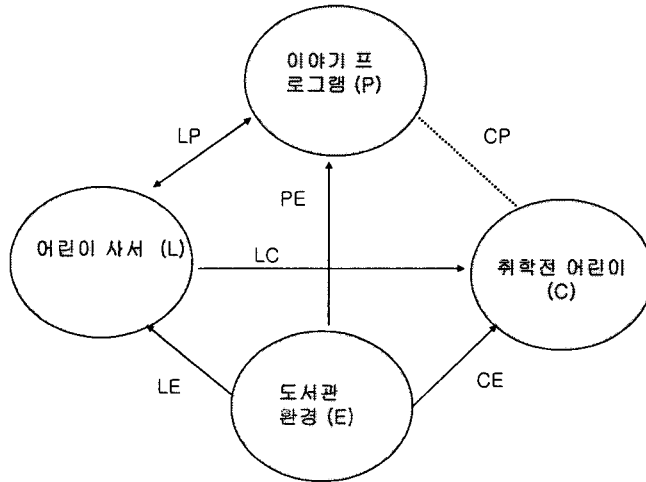 이야기 프
로그램 (P)
LP
CP
PE
어린이 사서 (L)
LC
취학전 어린이
(C)
LE
도서관
환경 (E)
CE